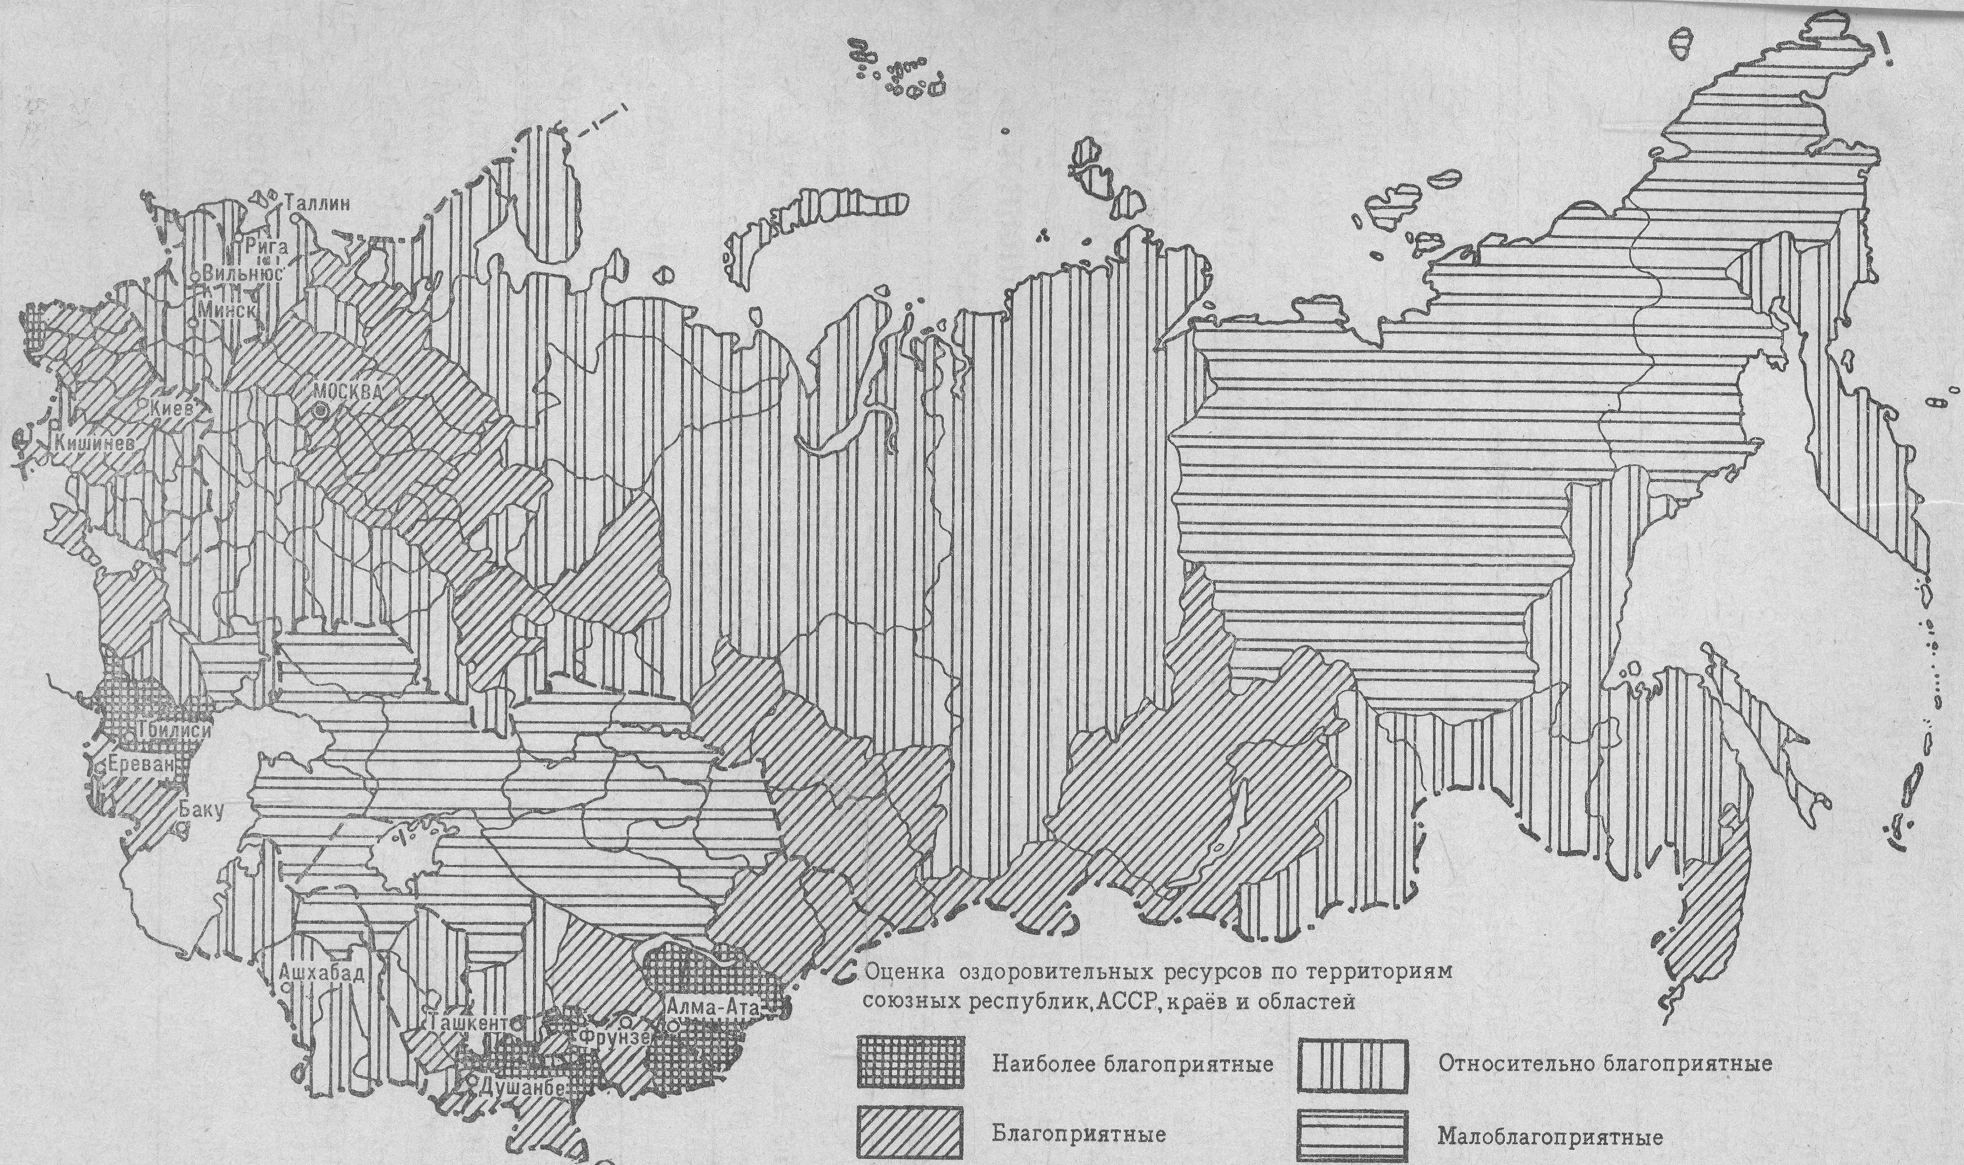 Таллин
Рига
Вильнюс
Минск
МОСКВА
Киев
Кишинев
Тбилиси
Ереван
Баку
Ашхабад
Ташкент
Алма-Ата
Фрунзе
Душанбе
Оценка оздоровительных ресурсов по территориям
союзных республик, АССР, краёв и областей
Наиболее благоприятные
Относительно благоприятные
Благоприятные
Малоблагоприятные